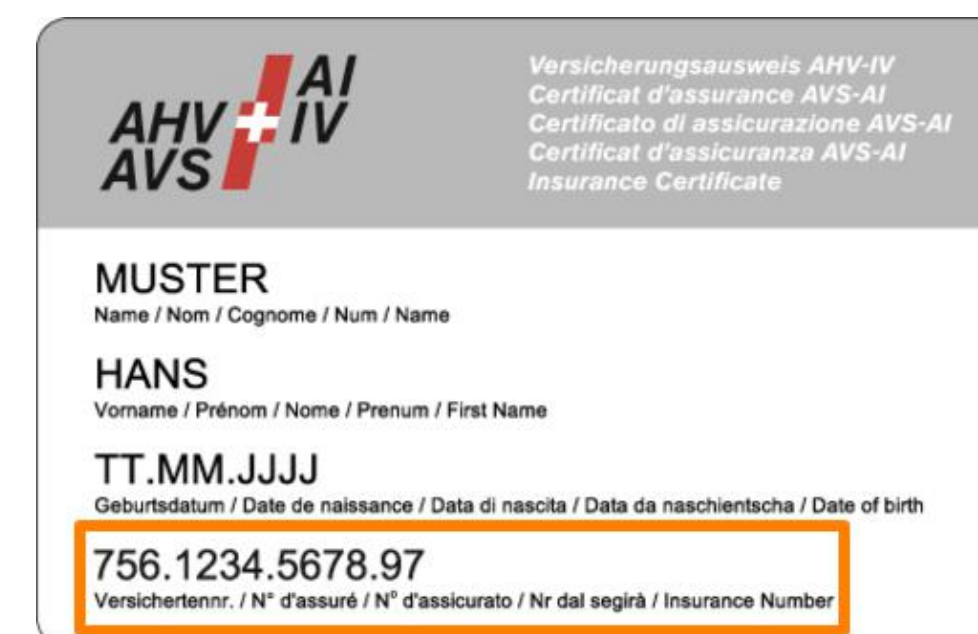 AHV AI
AVS IV
Versicherungsausweis AHV-IV
Certificat d'assurance AVS-AI
Certificato di assicurazione AVS-AI
Certificat d'assicuranza AVS-AI
Insurance Certificate
MUSTER
Name / Nom / Cognome / Num / Name
HANS
Vorname / Prénom / Nome / Prenum / First Name
TT.MM.JJJJ
Geburtsdatum / Date de naissance / Data di nascita / Data da naschientscha / Date of birth
756.1234.5678.97
Versichertennr. / N° d'assuré / N° d'assicurato / Nr dal segirà / Insurance Number